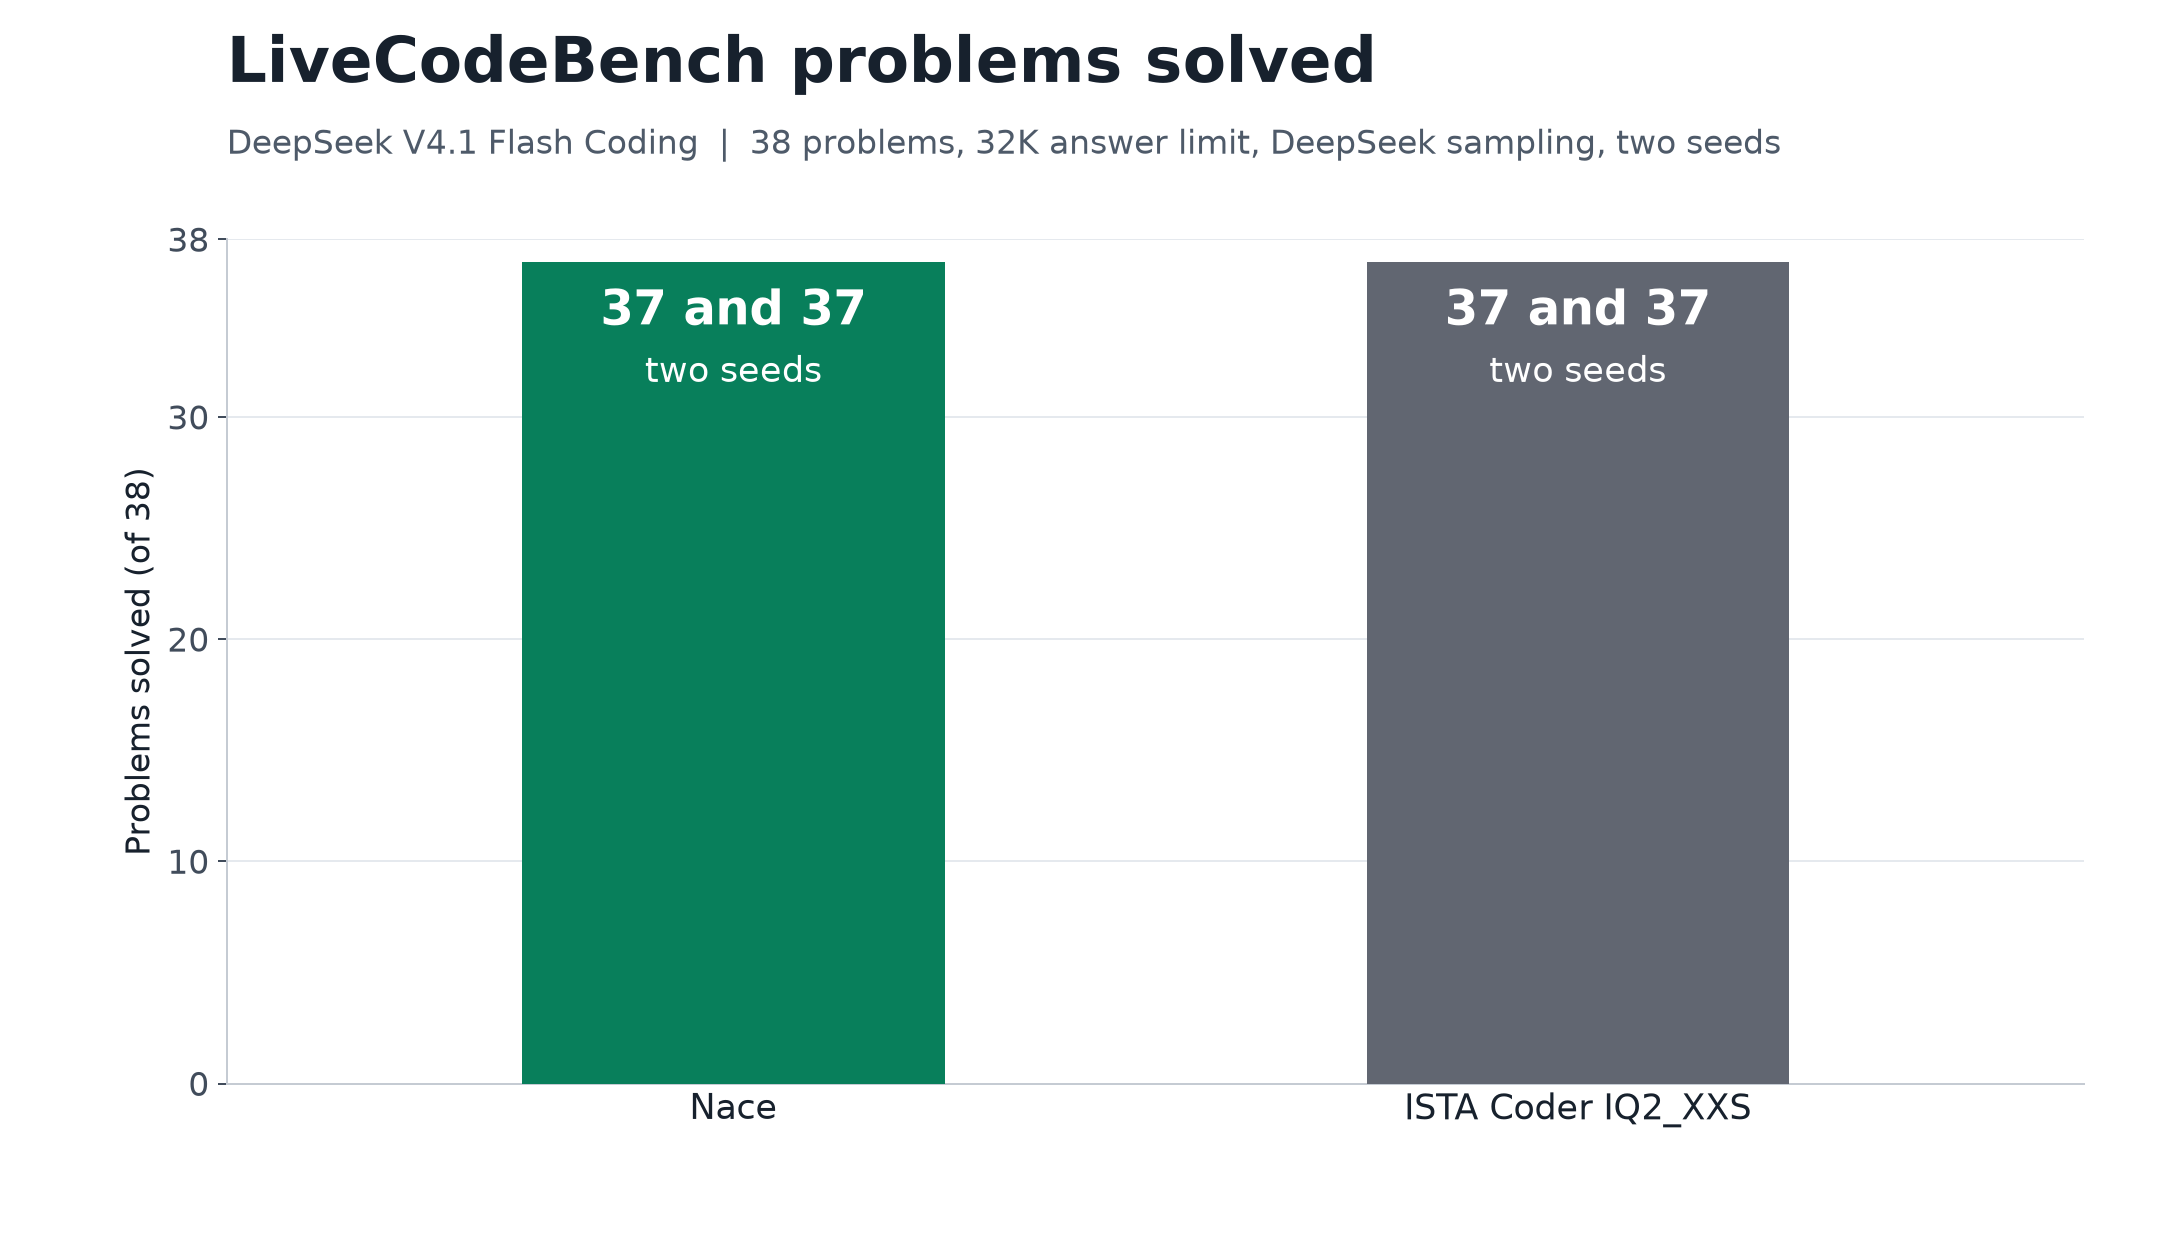 LiveCodeBench problems solved
DeepSeek V4.1 Flash Coding | 38 problems, 32K answer limit, DeepSeek sampling, two seeds
Problems solved (of 38)
38
30
20
10
0
37 and 37
two seeds
37 and 37
two seeds
Nace
ISTA Coder IQ2_XXS